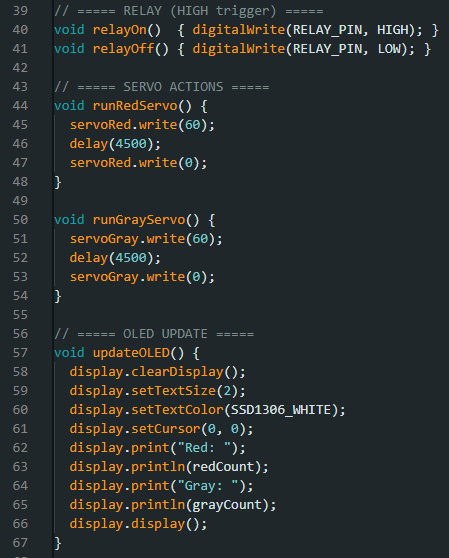 39 // ===== RELAY (HIGH trigger) =====
40 void relayOn()  { digitalWrite(RELAY_PIN, HIGH); }
41 void relayOff() { digitalWrite(RELAY_PIN, LOW); }
42
43 // ===== SERVO ACTIONS =====
44 void runRedServo() {
45   servoRed.write(60);
46   delay(4500);
47   servoRed.write(0);
48 }
49
50 void runGrayServo() {
51   servoGray.write(60);
52   delay(4500);
53   servoGray.write(0);
54 }
55
56 // ===== OLED UPDATE =====
57 void updateOLED() {
58   display.clearDisplay();
59   display.setTextSize(2);
60   display.setTextColor(SSD1306_WHITE);
61   display.setCursor(0, 0);
62   display.print("Red: ");
63   display.println(redCount);
64   display.print("Gray: ");
65   display.println(grayCount);
66   display.display();
67 }